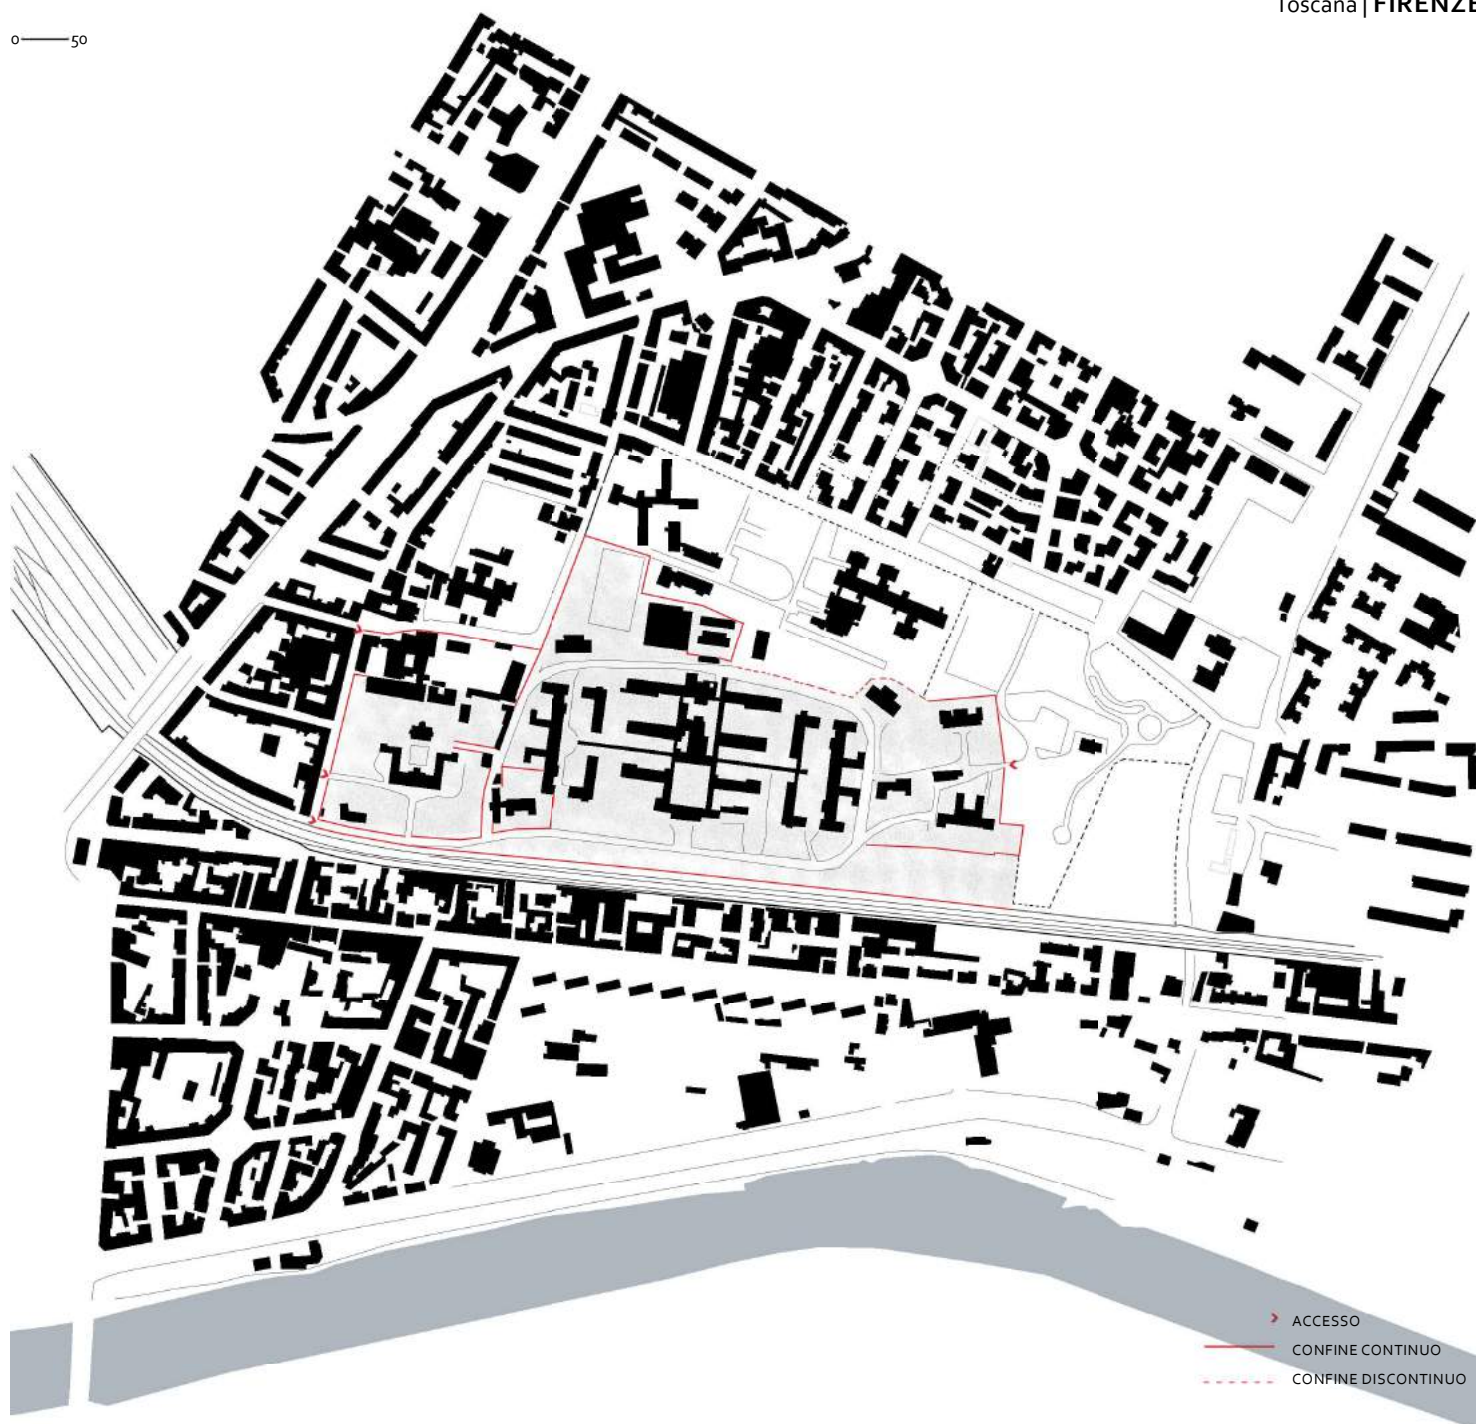 Toscana | FIRENZE
0 50
ACCESSO
CONFINE CONTINUO
CONFINE DISCONTINUO